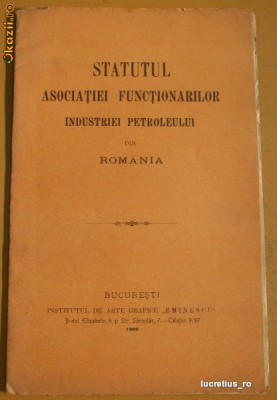 Okazii.ro
STATUTUL
ASOCIAȚIEI FUNCȚIONARILOR
INDUSTRIEI PETROLEULUI
DIN
ROMANIA
BUCUREȘTI
INSTITUTUL DE ARTE GRAFICE „EMINESCU”
lucretius_ro